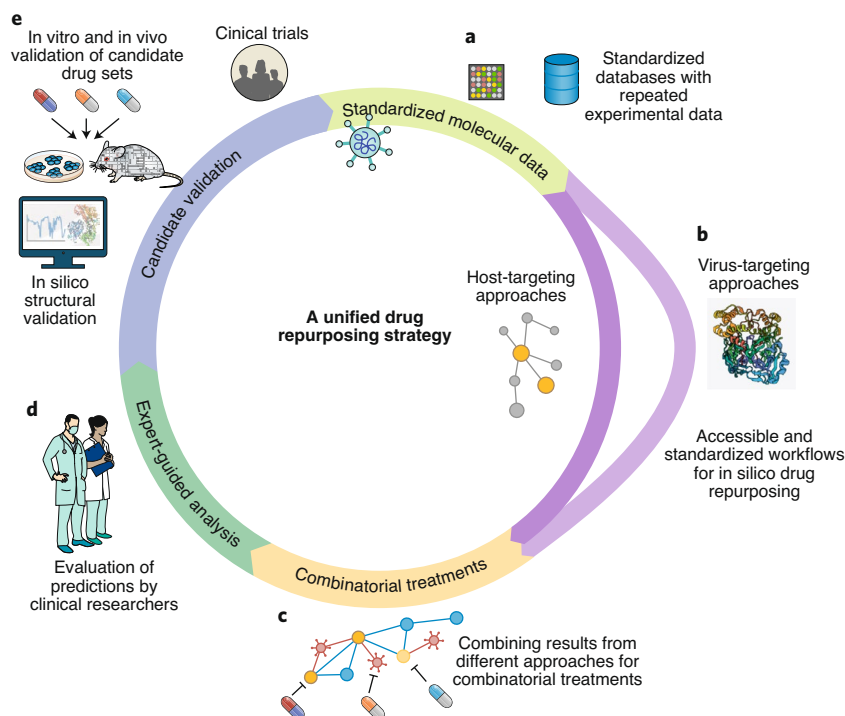 e
In vitro and in vivo
validation of candidate
drug sets
Cinical trials
a
Standardized
databases with
repeated
experimental data
Standardized molecular data
Candidate validation
In silico
structural
validation
b
Virus-targeting
approaches
Host-targeting
approaches
A unified drug
repurposing strategy
Accessible and
standardized workflows
for in silico drug
repurposing
d
Expert-guided analysis
Evaluation of
predictions by
clinical researchers
Combinatorial treatments
c
Combining results from
different approaches for
combinatorial treatments